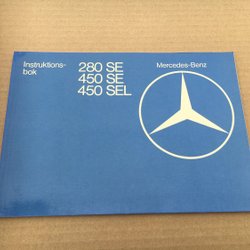 Instruktions-
bok
280 SE
450 SE
450 SEL
Mercedes-Benz